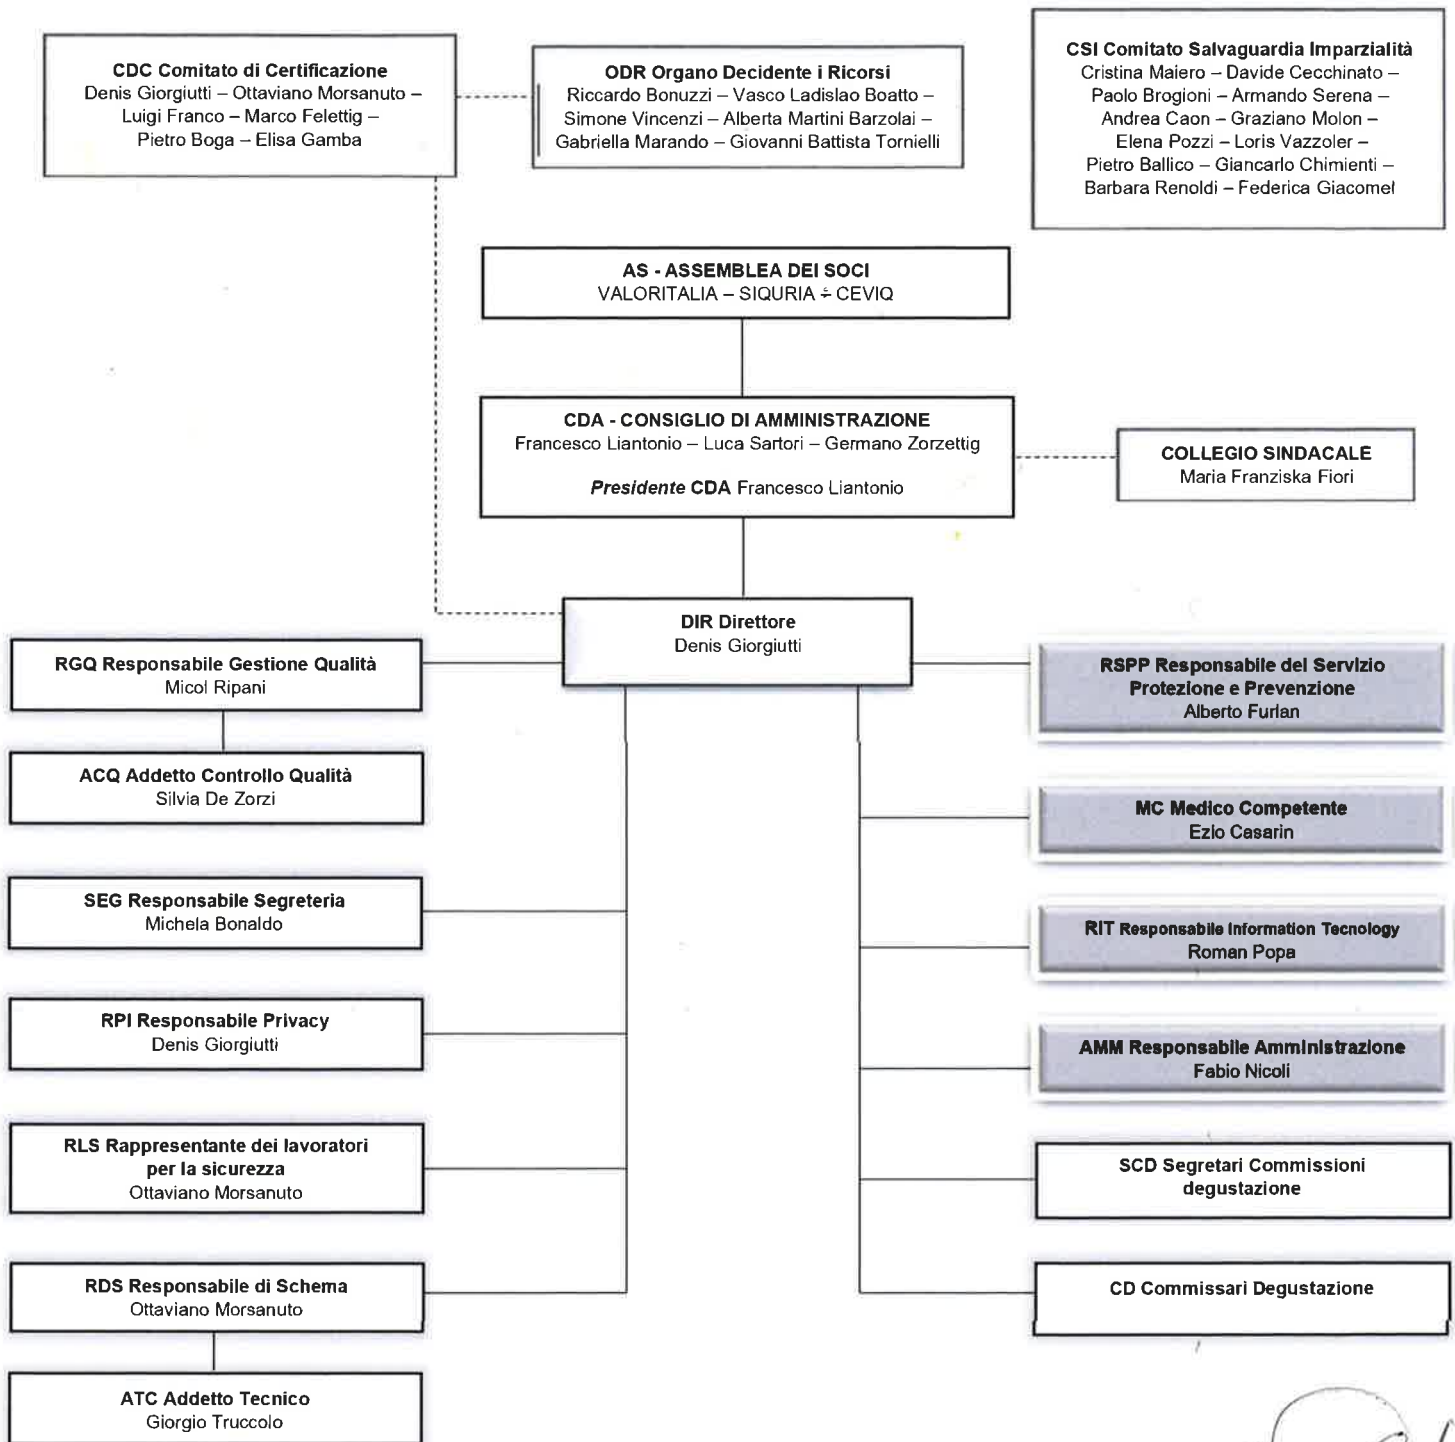 CDC Comitato di Certificazione
Denis Giorgiutti – Ottaviano Morsanuto –
Luigi Franco – Marco Felettig –
Pietro Boga – Elisa Gamba
ODR Organo Decidente i Ricorsi
Riccardo Bonuzzi – Vasco Ladislao Boatto –
Simone Vincenzi – Alberta Martini Barzolai –
Gabriella Marando – Giovanni Battista Tornielli
CSI Comitato Salvaguardia Imparzialità
Cristina Maiero – Davide Cecchinato –
Paolo Brogioni – Armando Serena –
Andrea Caon – Graziano Molon –
Elena Pozzi – Loris Vazzoler –
Pietro Ballico – Giancarlo Chimienti –
Barbara Renoldi – Federica Giacomel
AS - ASSEMBLEA DEI SOCI
VALORITALIA – SIQURIA – CEVIQ
CDA - CONSIGLIO DI AMMINISTRAZIONE
Francesco Liantonio – Luca Sartori – Germano Zorzettig
Presidente CDA Francesco Liantonio
COLLEGIO SINDACALE
Maria Franziska Fiori
DIR Direttore
Denis Giorgiutti
RGQ Responsabile Gestione Qualità
Micol Ripani
ACQ Addetto Controllo Qualità
Silvia De Zorzi
SEG Responsabile Segreteria
Michela Bonaldo
RPI Responsabile Privacy
Denis Giorgiutti
RLS Rappresentante dei lavoratori
per la sicurezza
Ottaviano Morsanuto
RDS Responsabile di Schema
Ottaviano Morsanuto
ATC Addetto Tecnico
Giorgio Truccolo
RSPP Responsabile del Servizio
Protezione e Prevenzione
Alberto Furlan
MC Medico Competente
Ezio Casarin
RIT Responsabile Information Tecnology
Roman Popa
AMM Responsabile Amministrazione
Fabio Nicoli
SCD Segretari Commissioni
degustazione
CD Commissari Degustazione